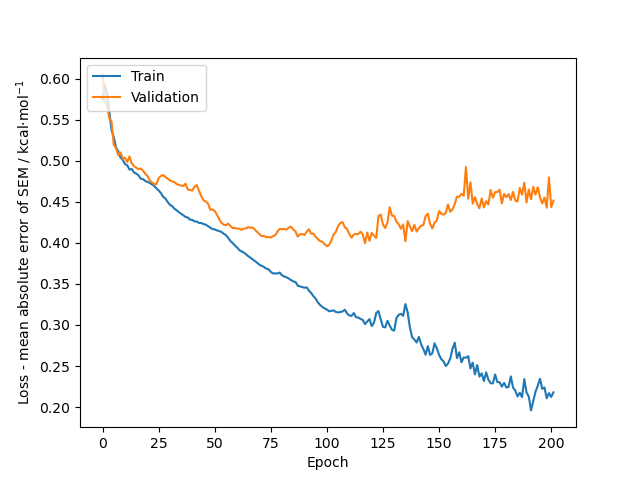 Train
Validation
0.60
0.55
0.50
0.45
0.40
0.35
0.30
0.25
0.20
Loss - mean absolute error of SEM / kcal·mol⁻¹
0 25 50 75 100 125 150 175 200
Epoch